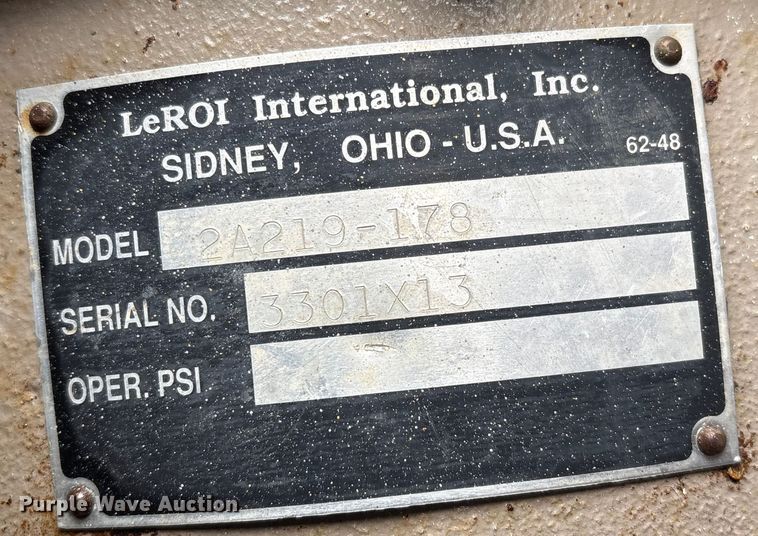 LeROI International, Inc.
SIDNEY, OHIO - U.S.A. 62-48
MODEL 2A219-178
SERIAL NO. 3301X13
OPER. PSI
Purple Wave Auction